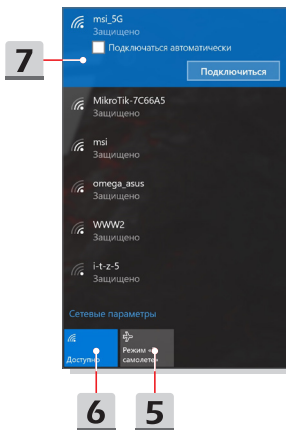 msi_5G
Защищено
Подключаться автоматически
7
Подключиться
MikroTik-7C66A5
Защищено
msi
Защищено
omega_asus
Защищено
WWW2
Защищено
i-t-z-5
Защищено
Сетевые параметры
Доступно
Режим «в
самолете»
6
5